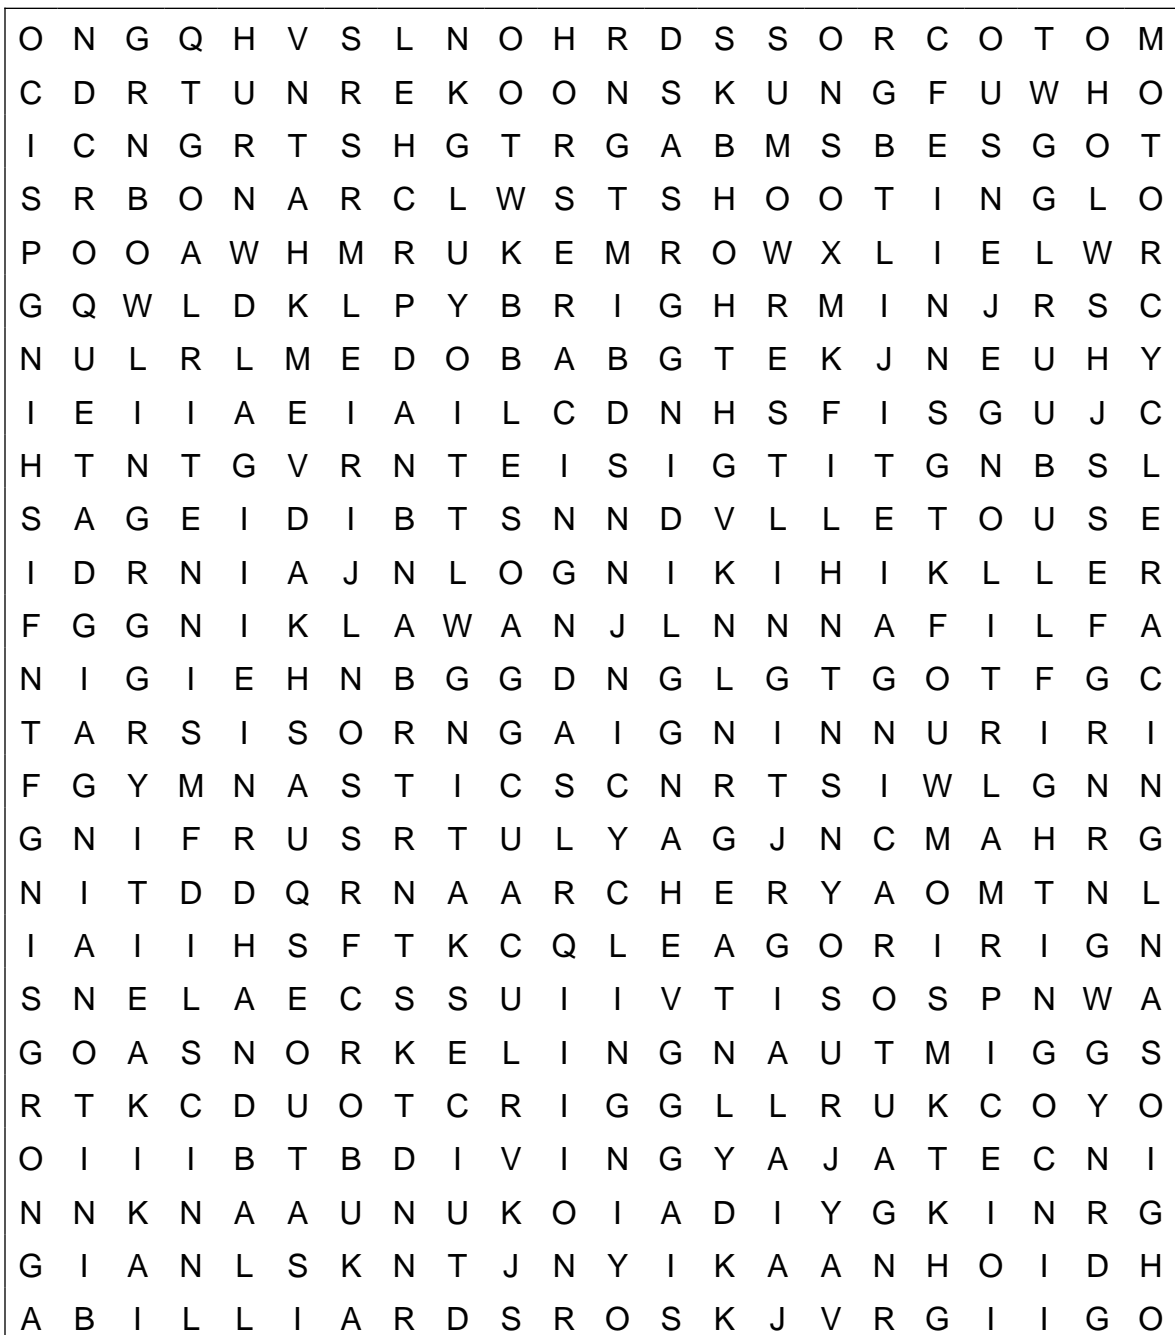 O N G Q H V S L N O H R D S S O R C O T O M
C D R T U N R E K O O N S K U N G F U W H O
I C N G R T S H G T R G A B M S B E S G O T
S R B O N A R C L W S T S H O O T I N G L O
P O O A W H M R U K E M R O W X L I E L W R
G Q W L D K L P Y B R I G H R M I N J R S C
N U L R L M E D O B A B G T E K J N E U H Y
I E I I A E I A I L C D N H S F I S G U J C
H T N T G V R N T E I S I G T I T G N B S L
S A G E I D I B T S N N D V L L E T O U S E
I D R N I A J N L O G N I K I H I K L L E R
F G G N I K L A W A N J L N N N A F I L F A
N I G I E H N B G G D N G L G T G O T F G C
T A R S I S O R N G A I G N I N N U R I R I
F G Y M N A S T I C S C N R T S I W L G N N
G N I F R U S R T U L Y A G J N C M A H R G
N I T D D Q R N A A R C H E R Y A O M T N L
I A I I H S F T K C Q L E A G O R I R I G N
S N E L A E C S S U I I V T I S O S P N W A
G O A S N O R K E L I N G N A U T M I G G S
R T K C D U O T C R I G G L L R U K C O Y O
O I I I B T B D I V I N G Y A J A T E C N I
N N K N A A U N U K O I A D I Y G K I N R G
G I A N L S K N T J N Y I K A A N H O I D H
A B I L L I A R D S R O S K J V R G I I G O